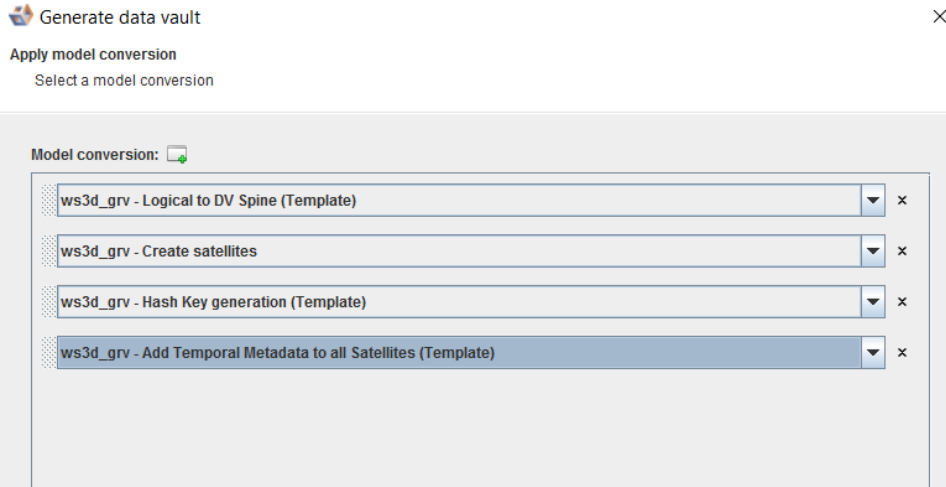 Generate data vault
Apply model conversion
Select a model conversion
Model conversion:
ws3d_grv - Logical to DV Spine (Template)
ws3d_grv - Create satellites
ws3d_grv - Hash Key generation (Template)
ws3d_grv - Add Temporal Metadata to all Satellites (Template)